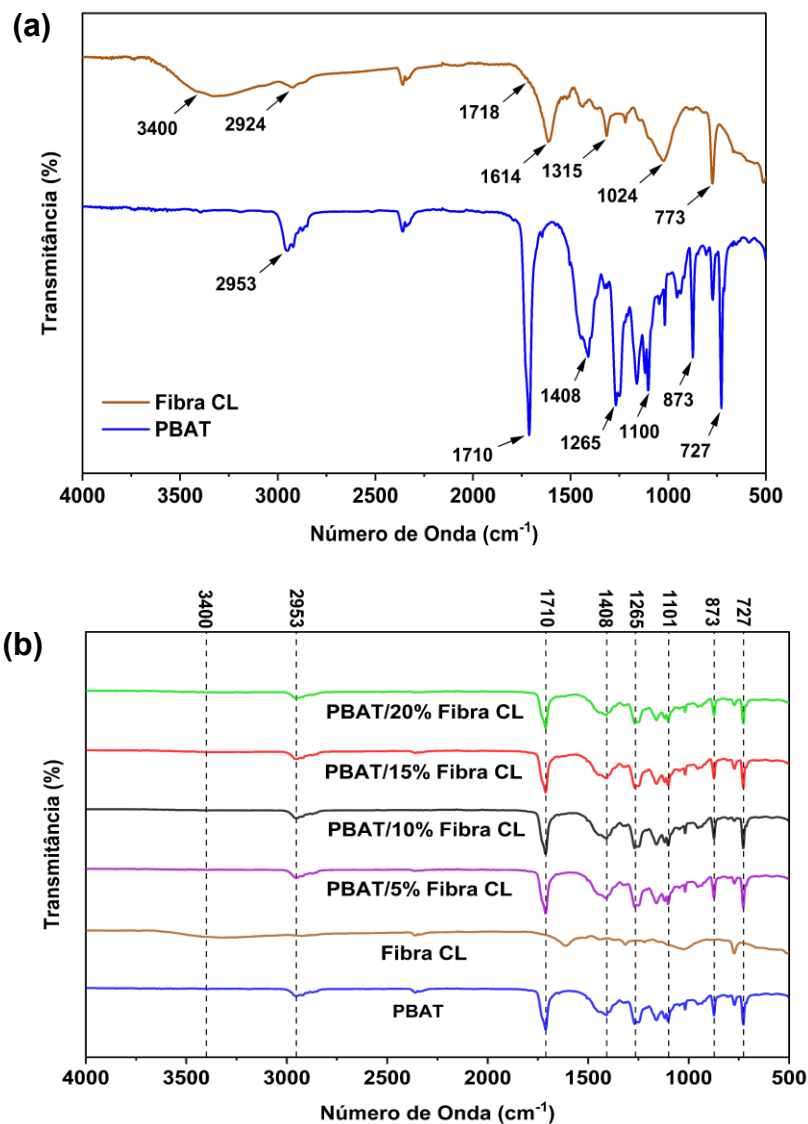 (a)
Transmitância (%)
3400
2924
1718
1614
1315
1024
773
2953
1710
1408
1265
1100
873
727
Fibra CL
PBAT
4000 3500 3000 2500 2000 1500 1000 500
Número de Onda (cm⁻¹)
(b)
3400 2953 1710 1408 1265 1101 873 727
Transmitância (%)
PBAT/20% Fibra CL
PBAT/15% Fibra CL
PBAT/10% Fibra CL
PBAT/5% Fibra CL
Fibra CL
PBAT
4000 3500 3000 2500 2000 1500 1000 500
Número de Onda (cm⁻¹)